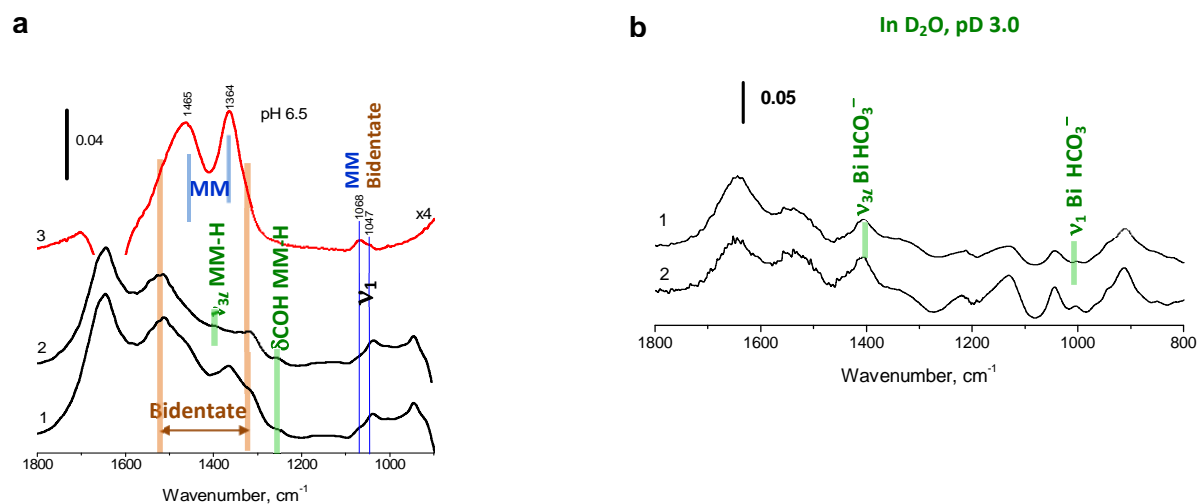 a
1465
1364
pH 6.5
0.04
MM
MM
Bidentate
1068
1047
x4
3
ν3ℓ MM-H
δCOH MM-H
ν1
2
1
Bidentate
1800
1600
1400
1200
1000
Wavenumber, cm-1
b
In D2O, pD 3.0
0.05
ν3ℓ Bi HCO3−
ν1 Bi HCO3−
1
2
1800
1600
1400
1200
1000
800
Wavenumber, cm-1